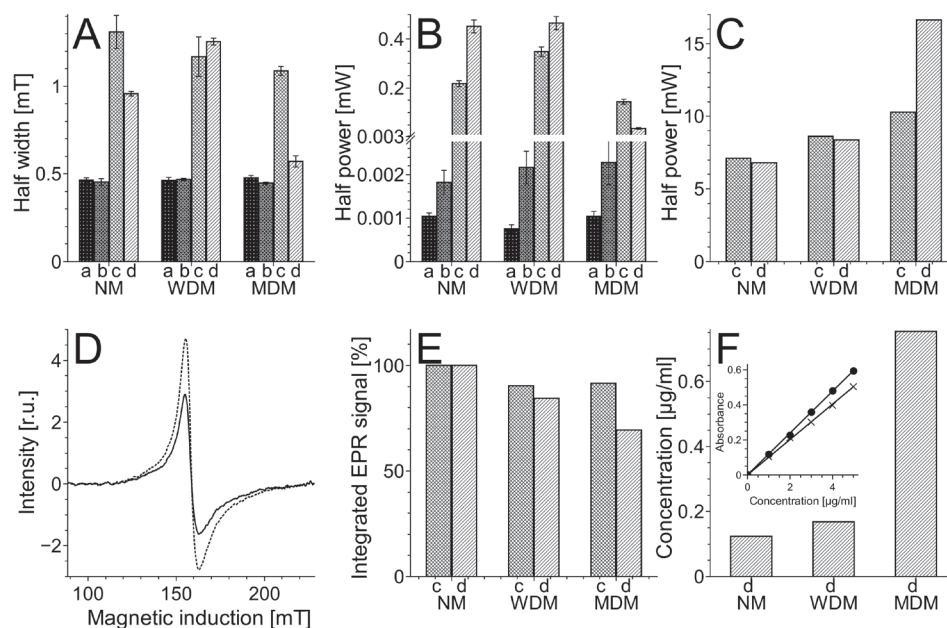 A
Half width [mT]
1
0.5
0
a b c d a b c d a b c d
NM WDM MDM
B
Half power [mW]
0.4
0.2
0.003
0.002
0.001
0
a b c d a b c d a b c d
NM WDM MDM
C
Half power [mW]
15
10
5
0
c d c d c d
NM WDM MDM
D
Intensity [r.u.]
4
2
0
−2
100 150 200
Magnetic induction [mT]
E
Integrated EPR signal [%]
100
50
0
c d c d c d
NM WDM MDM
F
Concentration [µg/ml]
0.6
0.4
0.2
0
d d d
NM WDM MDM
Absorbance
0.6
0.4
0.2
0
0 2 4
Concentration [µg/ml]